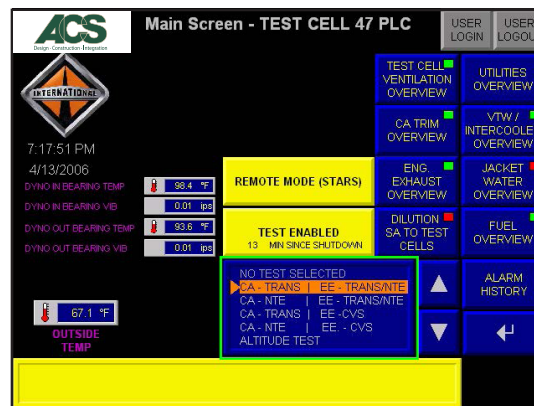 ACS
Design - Construction - Integration
Main Screen - TEST CELL 47 PLC
USER
LOGIN
USER
LOGOU
INTERNATIONAL
7:17:51 PM
4/13/2006
DYNO IN BEARING TEMP
98.4 °F
DYNO IN BEARING VIB
0.01 ips
DYNO OUT BEARING TEMP
93.6 °F
DYNO OUT BEARING VIB
0.01 ips
67.1 °F
OUTSIDE
TEMP
REMOTE MODE (STARS)
TEST ENABLED
13 MIN SINCE SHUTDOWN
NO TEST SELECTED
CA - TRANS | EE - TRANS/NTE
CA - NTE | EE - TRANS/NTE
CA - TRANS | EE -CVS
CA - NTE | EE. - CVS
ALTITUDE TEST
TEST CELL
VENTILATION
OVERVIEW
UTILITIES
OVERVIEW
CA TRIM
OVERVIEW
VTW /
INTERCOOLE
OVERVIEW
ENG.
EXHAUST
OVERVIEW
JACKET
WATER
OVERVIEW
DILUTION
SA TO TEST
CELLS
FUEL
OVERVIEW
ALARM
HISTORY